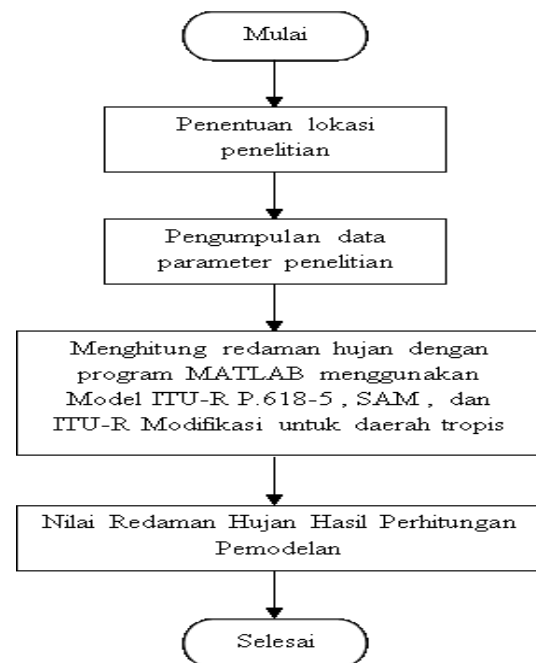 Mulai
Penentuan lokasi
penelitian
Pengumpulan data
parameter penelitian
Menghitung redaman hujan dengan
program MATLAB menggunakan
Model ITU-R P.618-5 , SAM , dan
ITU-R Modifikasi untuk daerah tropis
Nilai Redaman Hujan Hasil Perhitungan
Pemodelan
Selesai